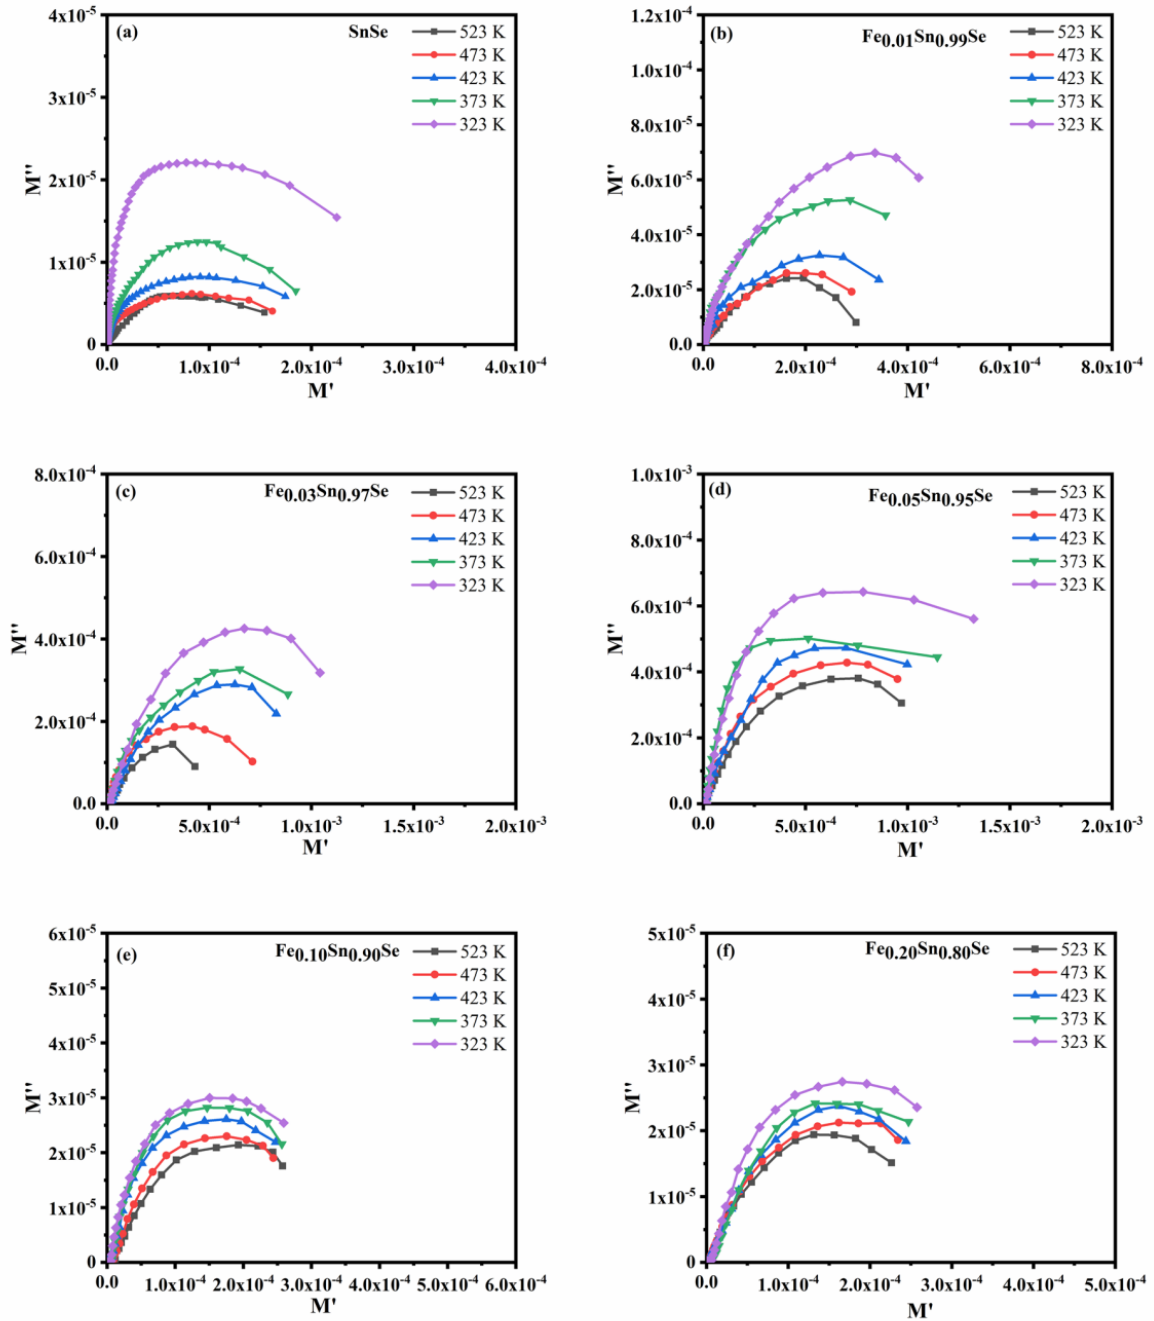 (a) SnSe
523 K
473 K
423 K
373 K
323 K
4x10⁻⁵
3x10⁻⁵
2x10⁻⁵
1x10⁻⁵
0
M''
0.0 1.0x10⁻⁴ 2.0x10⁻⁴ 3.0x10⁻⁴ 4.0x10⁻⁴
M'
(b) Fe0.01Sn0.99Se
523 K
473 K
423 K
373 K
323 K
1.2x10⁻⁴
1.0x10⁻⁴
8.0x10⁻⁵
6.0x10⁻⁵
4.0x10⁻⁵
2.0x10⁻⁵
0.0
M''
0.0 2.0x10⁻⁴ 4.0x10⁻⁴ 6.0x10⁻⁴ 8.0x10⁻⁴
M'
(c) Fe0.03Sn0.97Se
523 K
473 K
423 K
373 K
323 K
8.0x10⁻⁴
6.0x10⁻⁴
4.0x10⁻⁴
2.0x10⁻⁴
0.0
M''
0.0 5.0x10⁻⁴ 1.0x10⁻³ 1.5x10⁻³ 2.0x10⁻³
M'
(d) Fe0.05Sn0.95Se
523 K
473 K
423 K
373 K
323 K
1.0x10⁻³
8.0x10⁻⁴
6.0x10⁻⁴
4.0x10⁻⁴
2.0x10⁻⁴
0.0
M''
0.0 5.0x10⁻⁴ 1.0x10⁻³ 1.5x10⁻³ 2.0x10⁻³
M'
(e) Fe0.10Sn0.90Se
523 K
473 K
423 K
373 K
323 K
6x10⁻⁵
5x10⁻⁵
4x10⁻⁵
3x10⁻⁵
2x10⁻⁵
1x10⁻⁵
0
M''
0.0 1.0x10⁻⁴ 2.0x10⁻⁴ 3.0x10⁻⁴ 4.0x10⁻⁴ 5.0x10⁻⁴ 6.0x10⁻⁴
M'
(f) Fe0.20Sn0.80Se
523 K
473 K
423 K
373 K
323 K
5x10⁻⁵
4x10⁻⁵
3x10⁻⁵
2x10⁻⁵
1x10⁻⁵
0
M''
0.0 1.0x10⁻⁴ 2.0x10⁻⁴ 3.0x10⁻⁴ 4.0x10⁻⁴ 5.0x10⁻⁴
M'